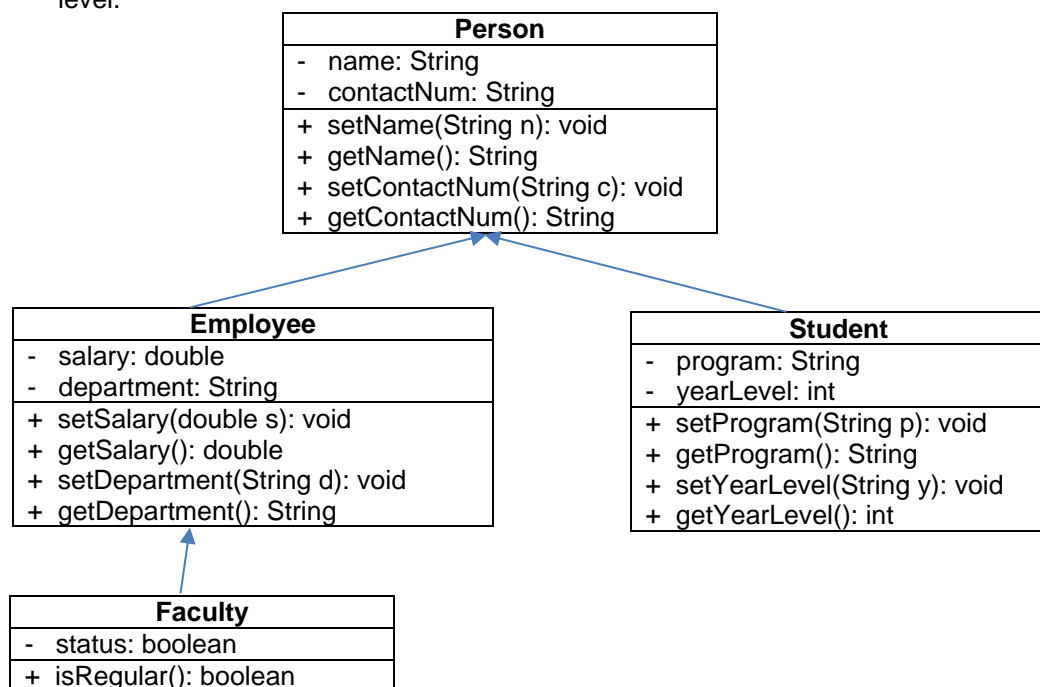 level.
Person
- name: String
- contactNum: String
+ setName(String n): void
+ getName(): String
+ setContactNum(String c): void
+ getContactNum(): String
Employee
- salary: double
- department: String
+ setSalary(double s): void
+ getSalary(): double
+ setDepartment(String d): void
+ getDepartment(): String
Student
- program: String
- yearLevel: int
+ setProgram(String p): void
+ getProgram(): String
+ setYearLevel(String y): void
+ getYearLevel(): int
Faculty
- status: boolean
+ isRegular(): boolean